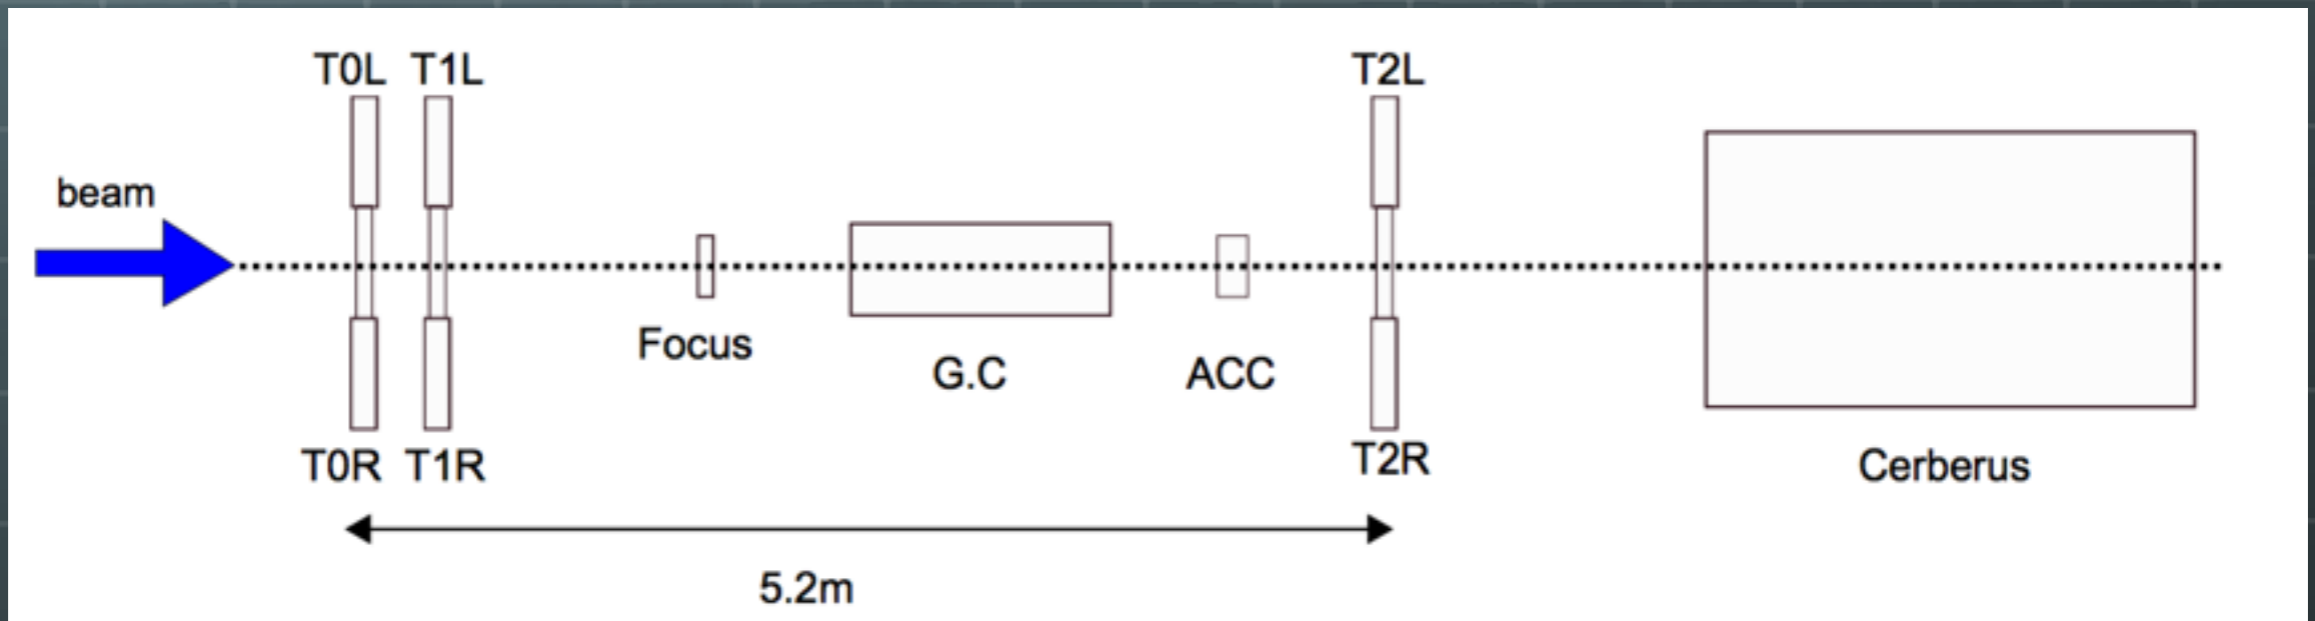 T0L T1L
T2L
beam
Focus
G.C
ACC
T0R T1R
T2R
Cerberus
5.2m